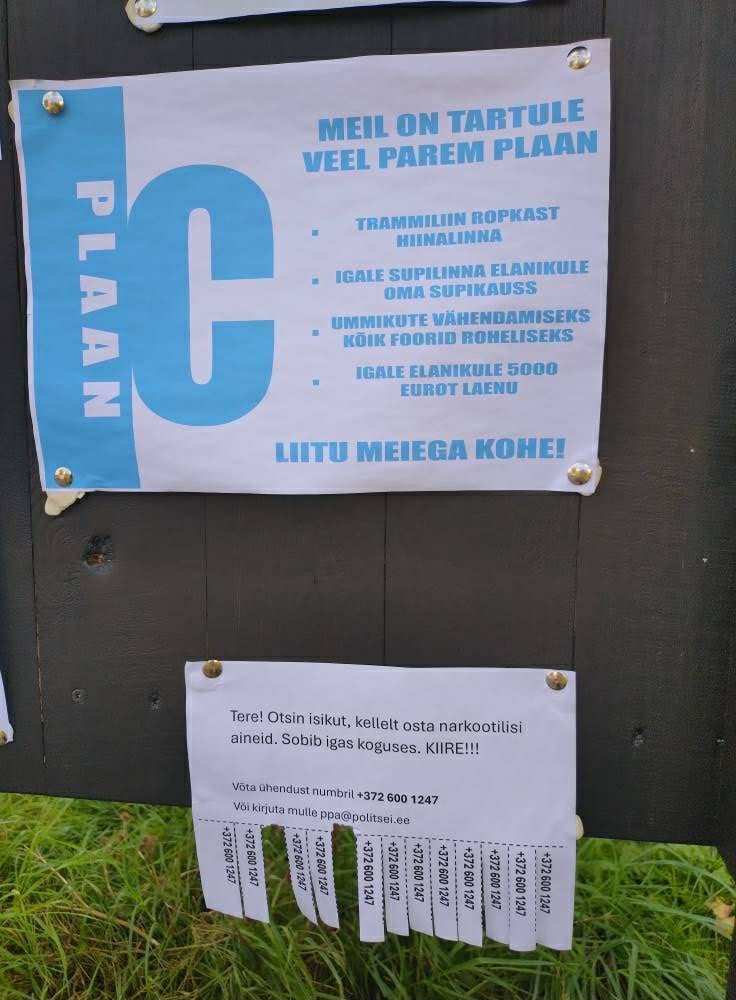 PLAAN
C
MEIL ON TARTULE
VEEL PAREM PLAAN
TRAMMILIIN ROPKAST
HIINALINNA
IGALE SUPILINNA ELANIKULE
OMA SUPIKAUSS
UMMIKUTE VÄHENDAMISEKS
KÕIK FOORID ROHELISEKS
IGALE ELANIKULE 5000
EUROT LAENU
LIITU MEIEGA KOHE!
Tere! Otsin isikut, kellelt osta narkootilisi
aineid. Sobib igas koguses. KIIRE!!!
Võta ühendust numbril +372 600 1247
Või kirjuta mulle ppa@politsei.ee
+372 600 1247
+372 600 1247
+372 600 1247
+372 600 1247
+372 600 1247
+372 600 1247
+372 600 1247
+372 600 1247
+372 600 1247
+372 600 1247
+372 600 1247
+372 600 1247